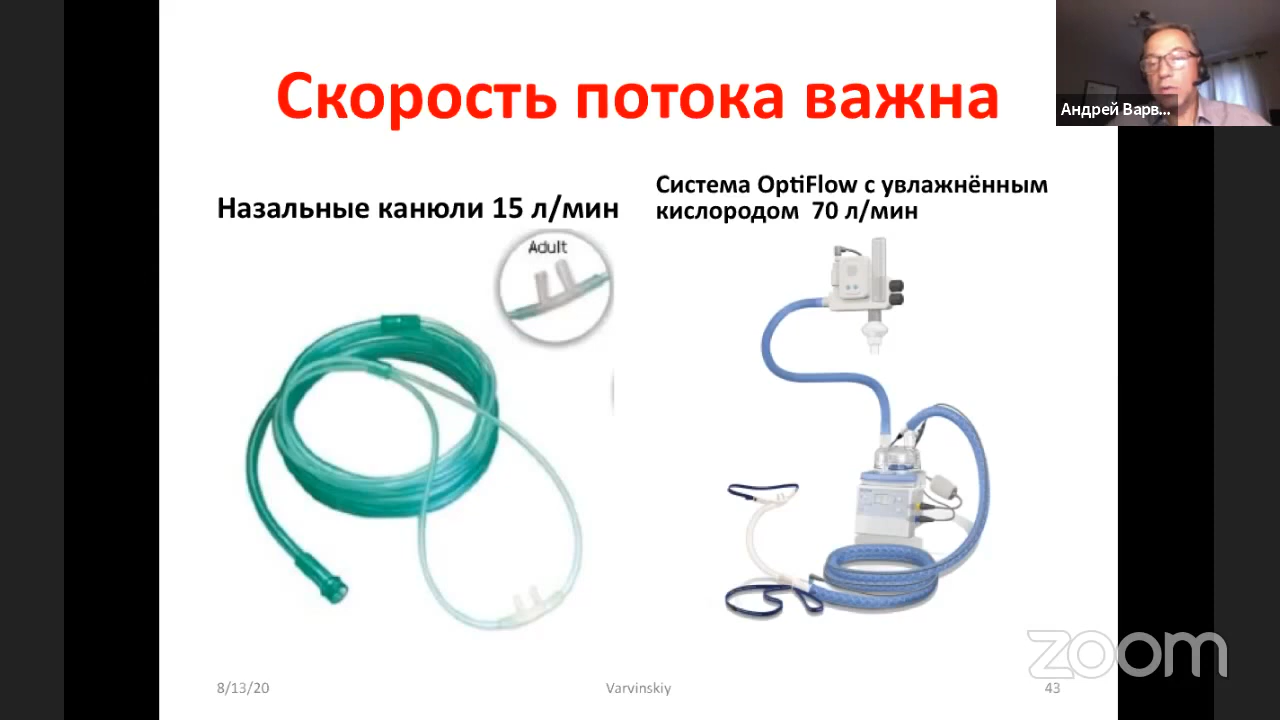 Скорость потока важна
Андрей Варв...
Назальные канюли 15 л/мин
Система OptiFlow с увлажнённым
кислородом 70 л/мин
Adult
zoom
8/13/20
Varvinskiy
43